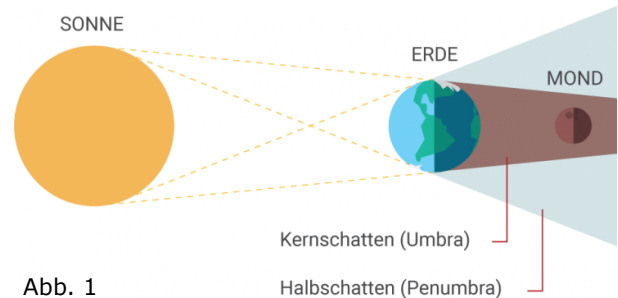 SONNE
ERDE
MOND
Kernschatten (Umbra)
Halbschatten (Penumbra)
Abb. 1